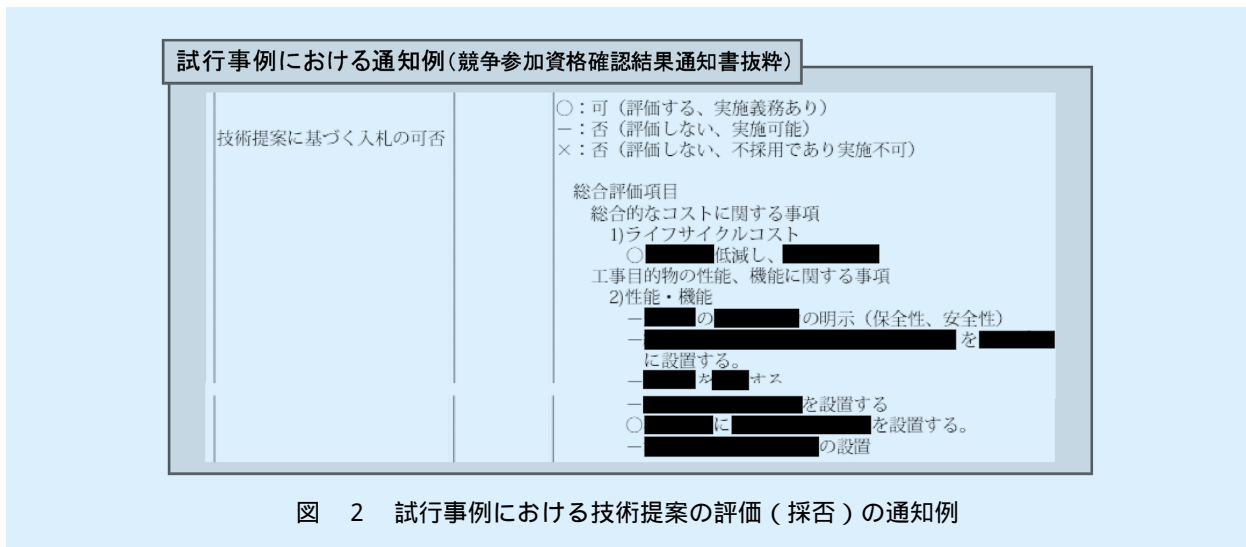 試行事例における通知例（競争参加資格確認結果通知書抜粋）
技術提案に基づく入札の可否
○：可（評価する、実施義務あり）
－：否（評価しない、実施可能）
×：否（評価しない、不採用であり実施不可）
総合評価項目
総合的なコストに関する事項
1)ライフサイクルコスト
○ 低減し、
工事目的物の性能、機能に関する事項
2)性能・機能
－ の の明示（保全性、安全性）
－ を
に設置する。
－ を する
－ を設置する
○ に を設置する。
－ の設置
図 2 試行事例における技術提案の評価（採否）の通知例